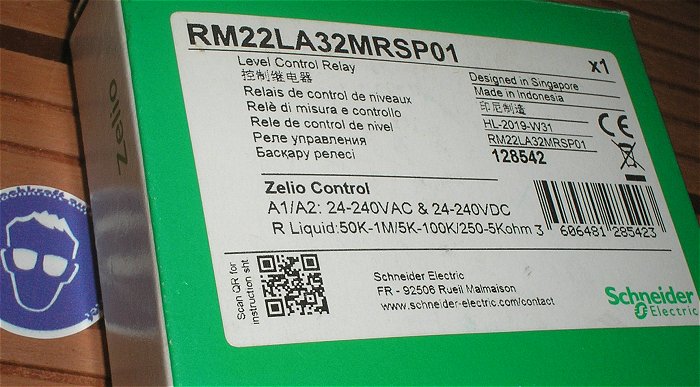 RM22LA32MRSP01
x1
Level Control Relay
控制继电器
Relais de control de niveaux
Relè di misura e controllo
Rele de control de nivel
Реле управления
Басқару релесі
Designed in Singapore
Made in Indonesia
印尼制造
HL-2019-W31
RM22LA32MRSP01
128542
CE
Zelio Control
A1/A2: 24-240VAC & 24-240VDC
R Liquid:50K-1M/5K-100K/250-5Kohm
3 606481 285423
Scan QR for
instruction sht
Schneider Electric
FR - 92506 Rueil Malmaison
www.schneider-electric.com/contact
Schneider
Electric
Zelio